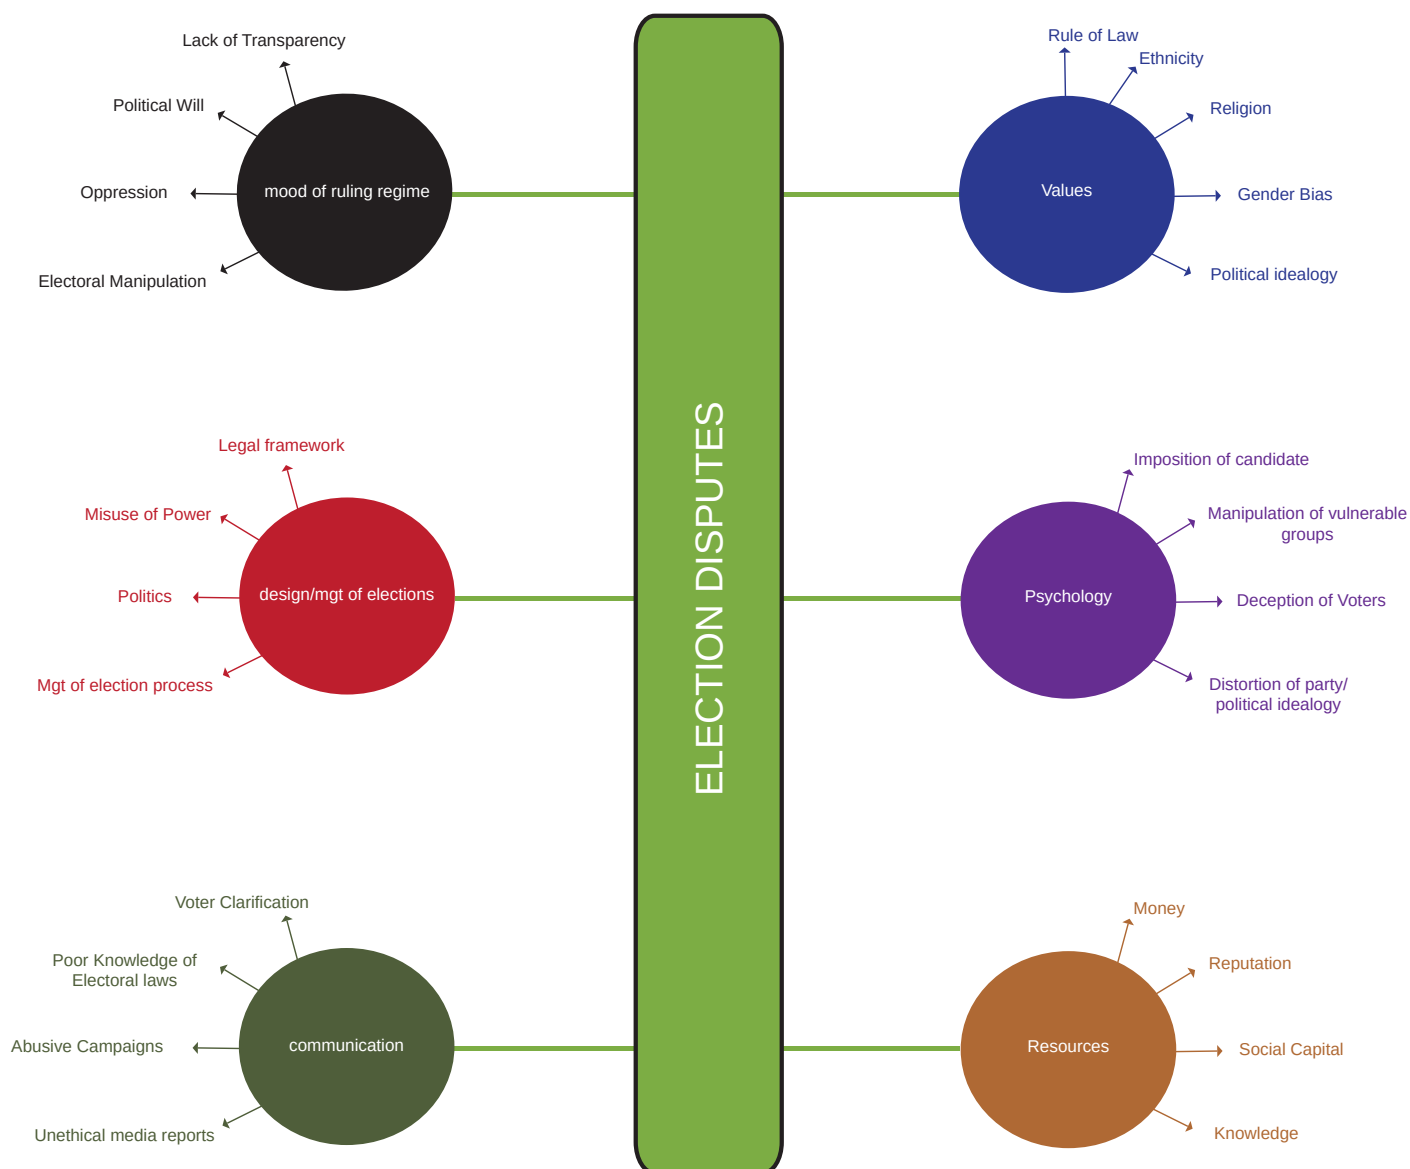 Lack of Transparency
Political Will
Oppression
Electoral Manipulation
mood of ruling regime
Legal framework
Misuse of Power
Politics
Mgt of election process
design/mgt of elections
Voter Clarification
Poor Knowledge of
Electoral laws
Abusive Campaigns
Unethical media reports
communication
ELECTION DISPUTES
Rule of Law
Ethnicity
Religion
Gender Bias
Political idealogy
Values
Imposition of candidate
Manipulation of vulnerable
groups
Deception of Voters
Distortion of party/
political idealogy
Psychology
Money
Reputation
Social Capital
Knowledge
Resources